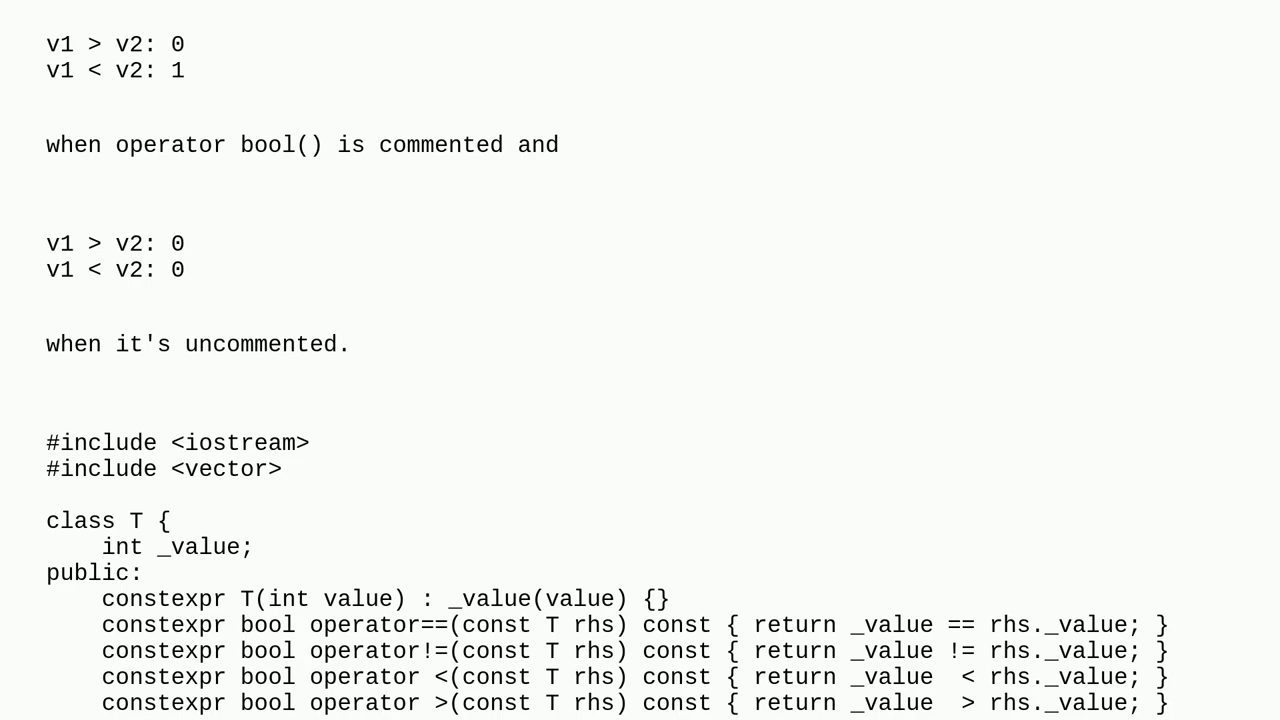 v1 > v2: 0
v1 < v2: 1
when operator bool() is commented and
v1 > v2: 0
v1 < v2: 0
when it's uncommented.
#include <iostream>
#include <vector>
class T {
    int _value;
public:
    constexpr T(int value) : _value(value) {}
    constexpr bool operator==(const T rhs) const { return _value == rhs._value; }
    constexpr bool operator!=(const T rhs) const { return _value != rhs._value; }
    constexpr bool operator <(const T rhs) const { return _value  < rhs._value; }
    constexpr bool operator >(const T rhs) const { return _value  > rhs._value; }